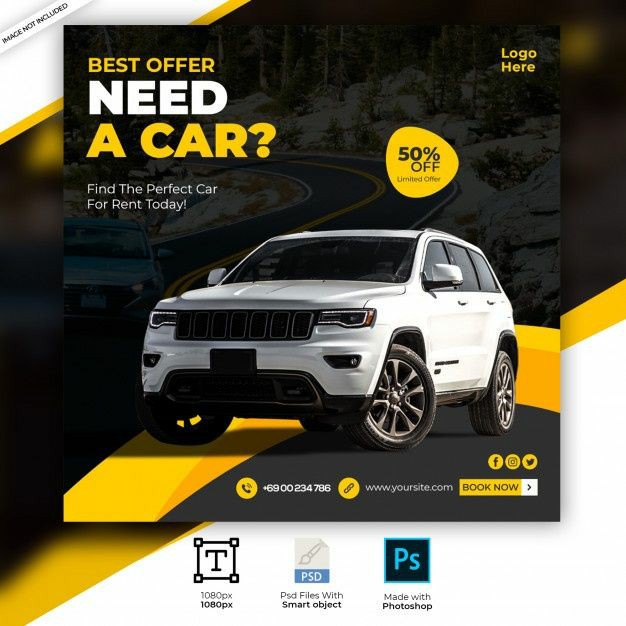 IMAGE NOT INCLUDED
BEST OFFER
NEED
A CAR?
Find The Perfect Car
For Rent Today!
Logo
Here
50%
OFF
Limited Offer
+69 00 234 786
www.yoursite.com
BOOK NOW
T
1080px
1080px
PSD
Psd Files With
Smart object
Ps
Made with
Photoshop